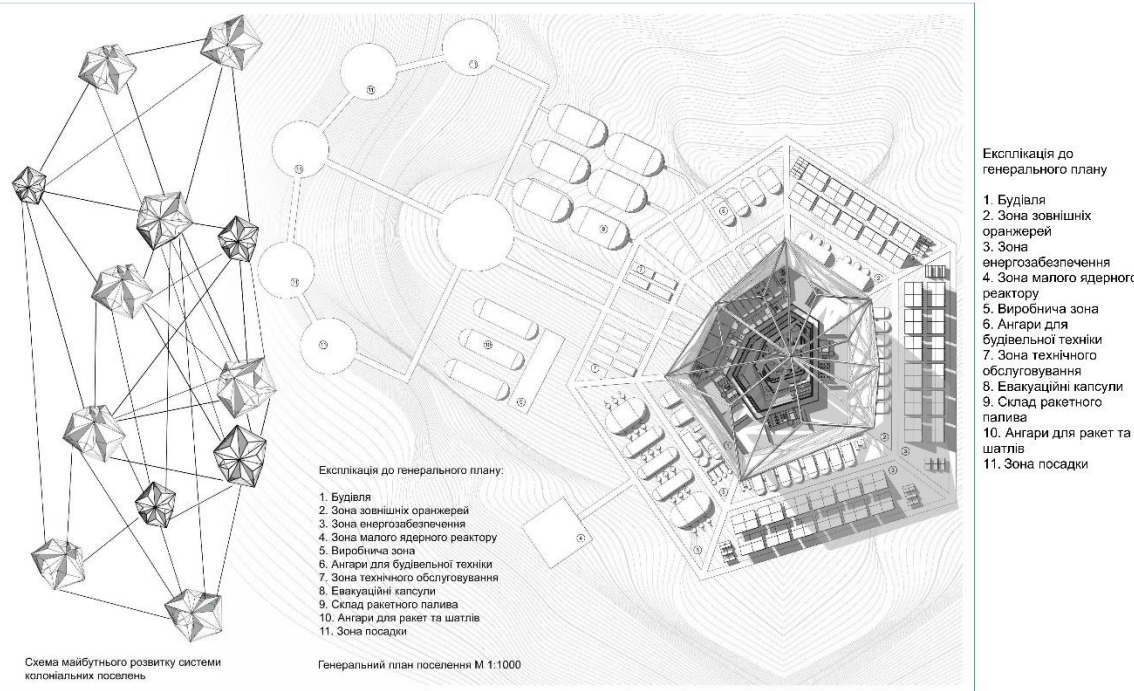 Експлікація до генерального плану:
1. Будівля
2. Зона зовнішніх оранжерей
3. Зона енергозабезпечення
4. Зона малого ядерного реактору
5. Виробнича зона
6. Ангари для будівельної техніки
7. Зона технічного обслуговування
8. Евакуаційні капсули
9. Склад ракетного палива
10. Ангари для ракет та шатлів
11. Зона посадки
Схема майбутнього розвитку системи
колоніальних поселень
Генеральний план поселення М 1:1000
Експлікація до
генерального плану
1. Будівля
2. Зона зовнішніх
оранжерей
3. Зона
енергозабезпечення
4. Зона малого ядерного
реактору
5. Виробнича зона
6. Ангари для
будівельної техніки
7. Зона технічного
обслуговування
8. Евакуаційні капсули
9. Склад ракетного
палива
10. Ангари для ракет та
шатлів
11. Зона посадки